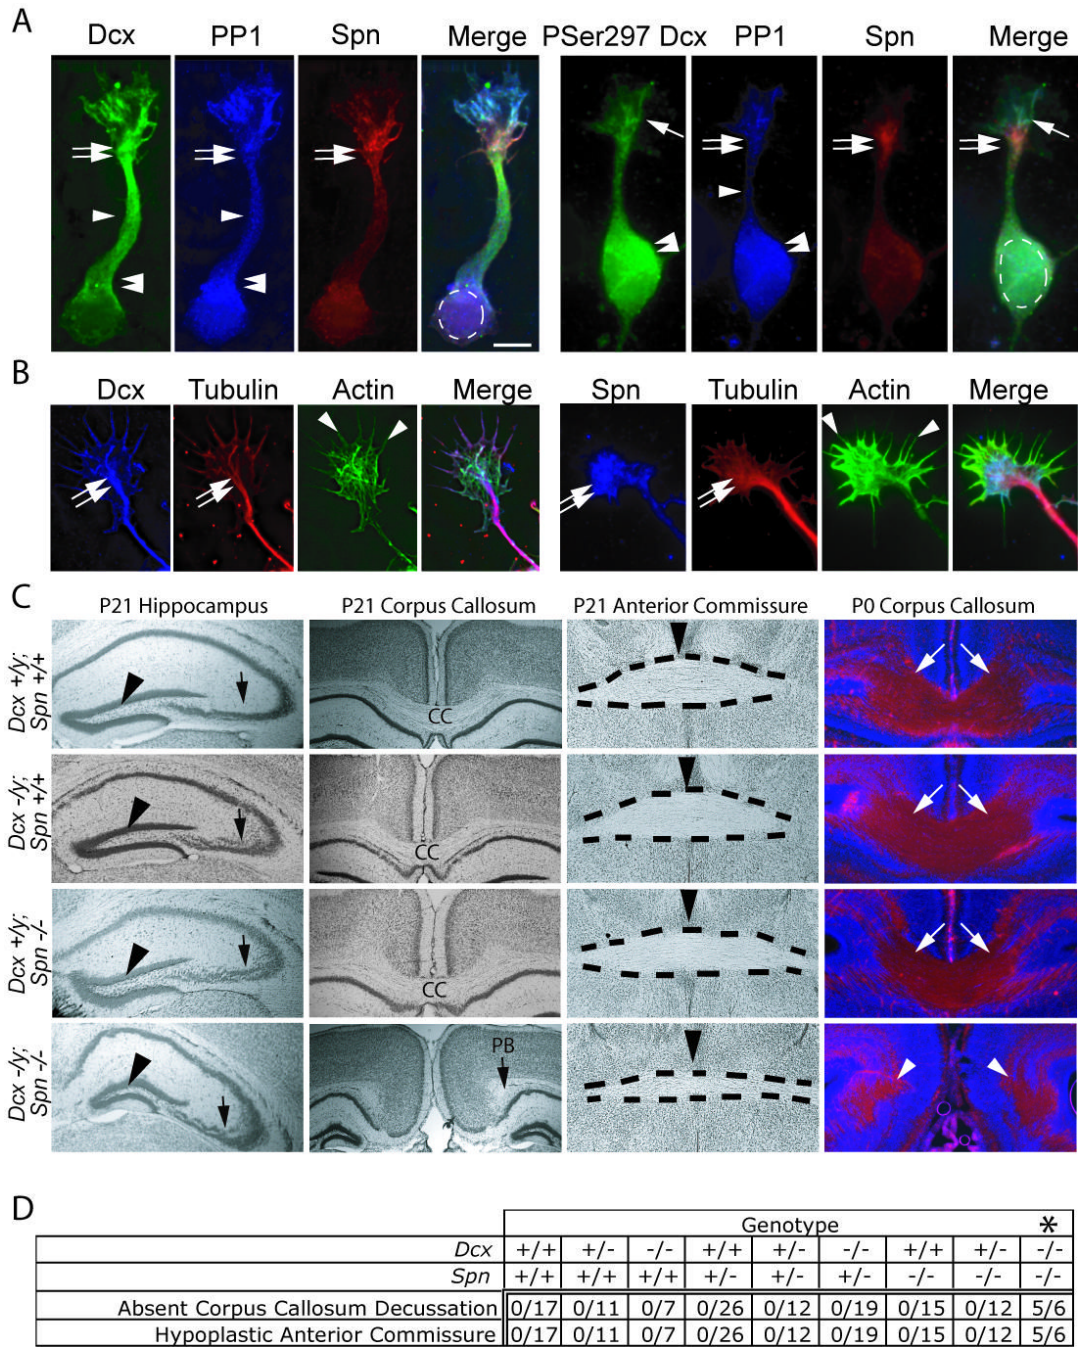 A
Dcx PP1 Spn Merge PSer297 Dcx PP1 Spn Merge
B
Dcx Tubulin Actin Merge Spn Tubulin Actin Merge
C
P21 Hippocampus P21 Corpus Callosum P21 Anterior Commissure P0 Corpus Callosum
Dcx +/y;
Spn +/+
CC
Dcx -/y;
Spn +/+
CC
Dcx +/y;
Spn -/-
CC
Dcx -/y;
Spn -/-
PB
D
Genotype *
Dcx +/+ +/- -/- +/+ +/- -/- +/+ +/- -/-
Spn +/+ +/+ +/+ +/- +/- +/- -/- -/- -/-
Absent Corpus Callosum Decussation 0/17 0/11 0/7 0/26 0/12 0/19 0/15 0/12 5/6
Hypoplastic Anterior Commissure 0/17 0/11 0/7 0/26 0/12 0/19 0/15 0/12 5/6